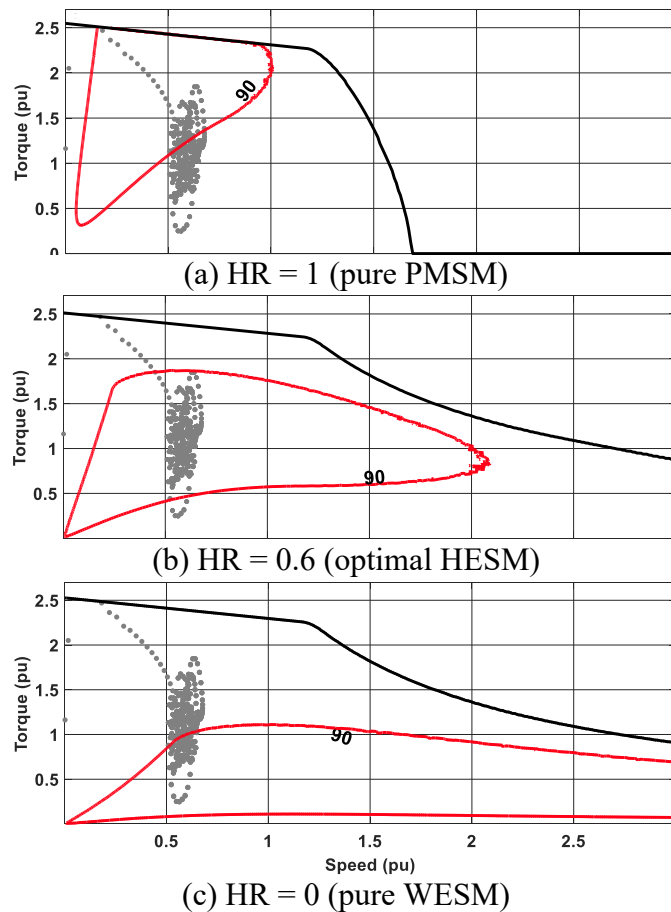 2.5
2
1.5
1
0.5
0
Torque (pu)
90
(a) HR = 1 (pure PMSM)
2.5
2
1.5
1
0.5
Torque (pu)
90
(b) HR = 0.6 (optimal HESM)
2.5
2
1.5
1
0.5
Torque (pu)
90
0.5 1 1.5 2 2.5
Speed (pu)
(c) HR = 0 (pure WESM)